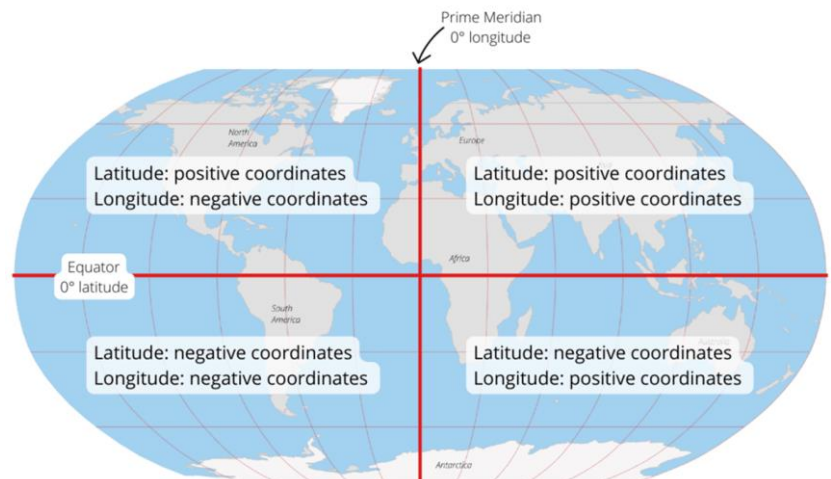 Prime Meridian
0° longitude
North
America
Europe
Latitude: positive coordinates
Longitude: negative coordinates
Latitude: positive coordinates
Longitude: positive coordinates
Africa
Equator
0° latitude
South
America
Latitude: negative coordinates
Longitude: negative coordinates
Latitude: negative coordinates
Longitude: positive coordinates
Antarctica